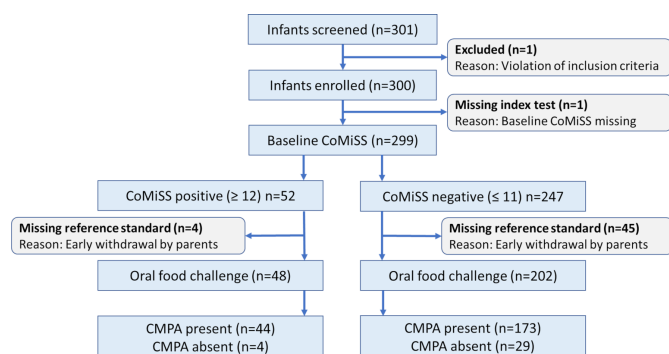 Infants screened (n=301)
Excluded (n=1)
Reason: Violation of inclusion criteria
Infants enrolled (n=300)
Missing index test (n=1)
Reason: Baseline CoMiSS missing
Baseline CoMiSS (n=299)
CoMiSS positive (≥ 12) n=52
CoMiSS negative (≤ 11) n=247
Missing reference standard (n=4)
Reason: Early withdrawal by parents
Missing reference standard (n=45)
Reason: Early withdrawal by parents
Oral food challenge (n=48)
Oral food challenge (n=202)
CMPA present (n=44)
CMPA absent (n=4)
CMPA present (n=173)
CMPA absent (n=29)